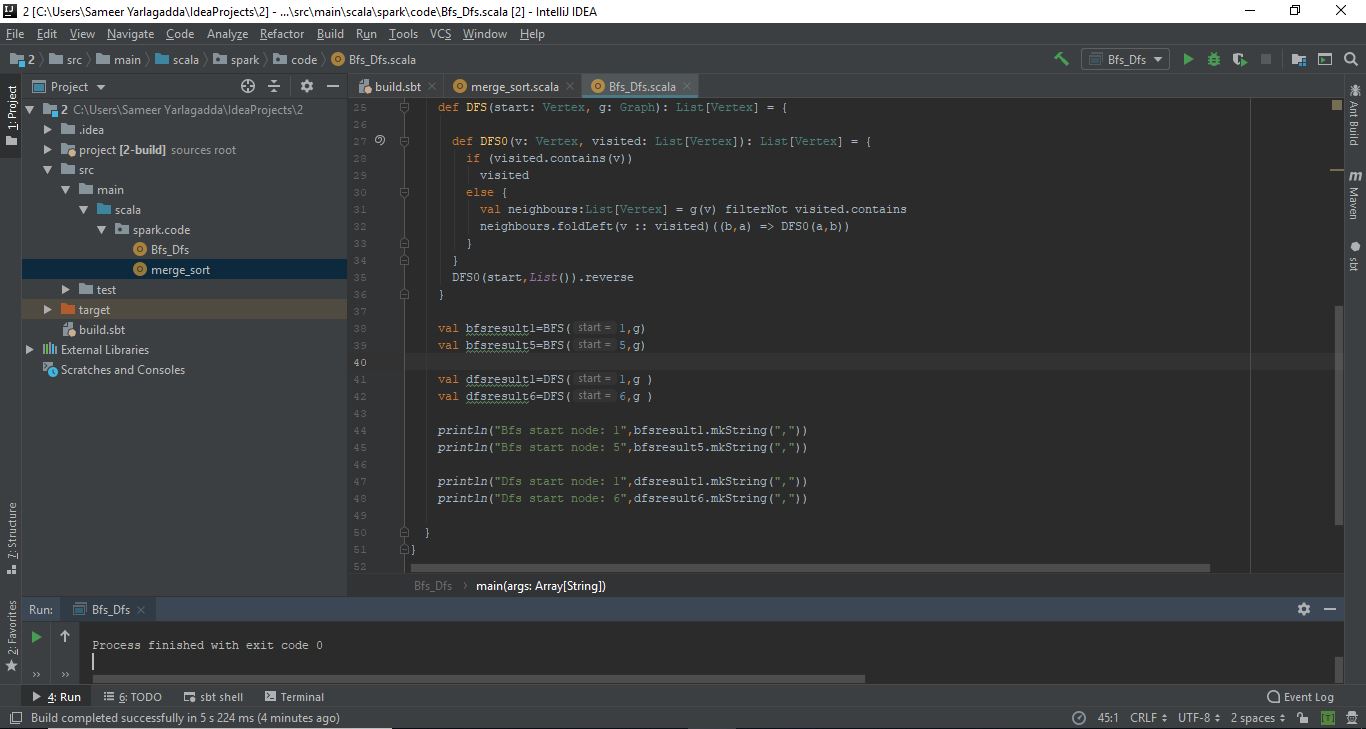 2 [C:\Users\Sameer Yarlagadda\IdeaProjects\2] - ...\src\main\scala\spark\code\Bfs_Dfs.scala [2] - IntelliJ IDEA
File Edit View Navigate Code Analyze Refactor Build Run Tools VCS Window Help
2 src main scala spark code Bfs_Dfs.scala Bfs_Dfs
1: Project
7: Structure
2: Favorites
Project
2 C:\Users\Sameer Yarlagadda\IdeaProjects\2
.idea
project [2-build] sources root
src
main
scala
spark.code
Bfs_Dfs
merge_sort
test
target
build.sbt
External Libraries
Scratches and Consoles
build.sbt merge_sort.scala Bfs_Dfs.scala
25 def DFS(start: Vertex, g: Graph): List[Vertex] = {
26
27 def DFS0(v: Vertex, visited: List[Vertex]): List[Vertex] = {
28 if (visited.contains(v))
29 visited
30 else {
31 val neighbours:List[Vertex] = g(v) filterNot visited.contains
32 neighbours.foldLeft(v :: visited)((b,a) => DFS0(a,b))
33 }
34 }
35 DFS0(start,List()).reverse
36 }
37
38 val bfsresult1=BFS( start = 1,g)
39 val bfsresult5=BFS( start = 5,g)
40
41 val dfsresult1=DFS( start = 1,g )
42 val dfsresult6=DFS( start = 6,g )
43
44 println("Bfs start node: 1",bfsresult1.mkString(","))
45 println("Bfs start node: 5",bfsresult5.mkString(","))
46
47 println("Dfs start node: 1",dfsresult1.mkString(","))
48 println("Dfs start node: 6",dfsresult6.mkString(","))
49
50 }
51 }
52
Bfs_Dfs > main(args: Array[String])
Ant Build
m Maven
sbt
Run: Bfs_Dfs
Process finished with exit code 0
4: Run 6: TODO sbt shell Terminal Event Log
Build completed successfully in 5 s 224 ms (4 minutes ago) 45:1 CRLF UTF-8 2 spaces